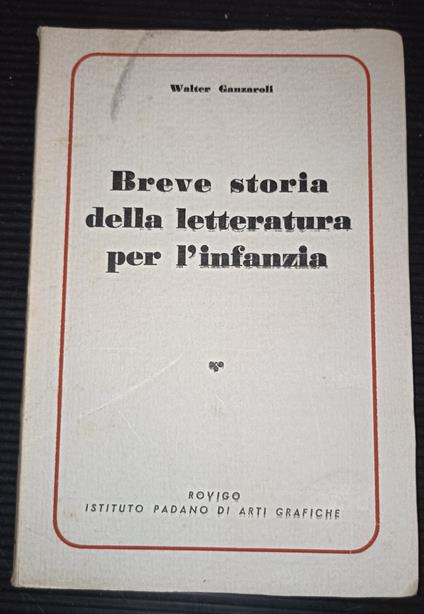 Walter Ganzaroli
Breve storia
della letteratura
per l'infanzia
ROVIGO
ISTITUTO PADANO DI ARTI GRAFICHE